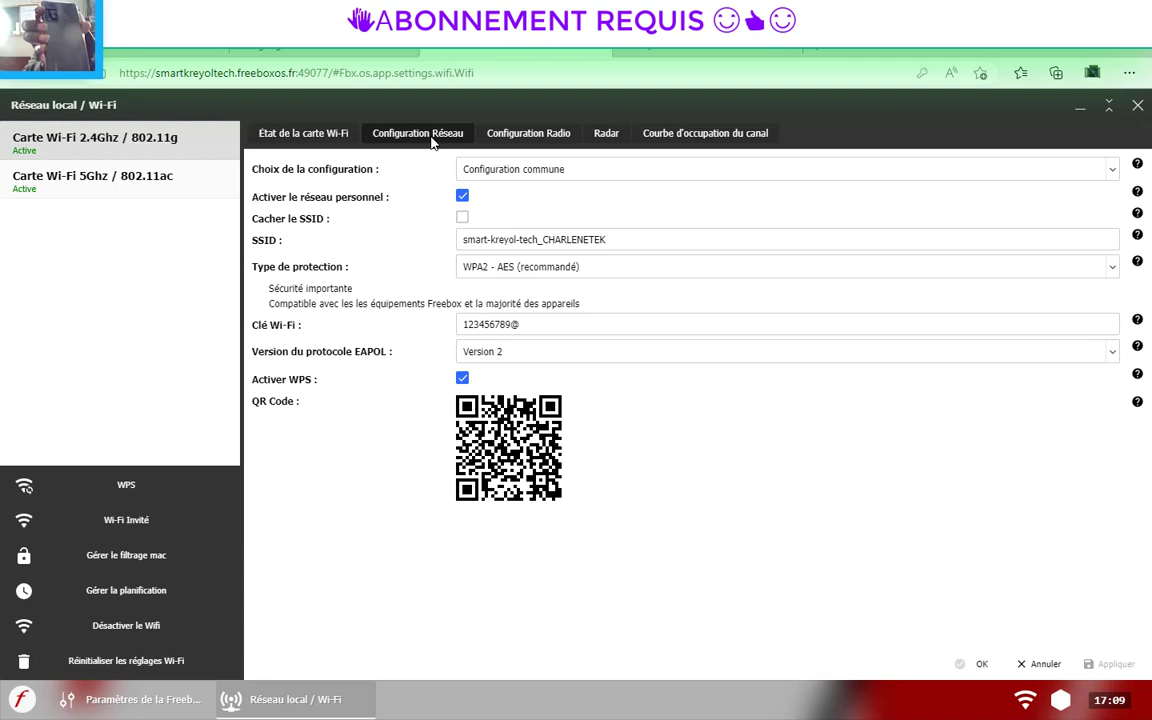 ABONNEMENT REQUIS
https://smartkreyoltech.freeboxos.fr:49077/#Fbx.os.app.settings.wifi.Wifi
Réseau local / Wi-Fi
Carte Wi-Fi 2.4Ghz / 802.11g
Active
Carte Wi-Fi 5Ghz / 802.11ac
Active
WPS
Wi-Fi Invité
Gérer le filtrage mac
Gérer la planification
Désactiver le Wifi
Réinitialiser les réglages Wi-Fi
État de la carte Wi-Fi Configuration Réseau Configuration Radio Radar Courbe d'occupation du canal
Choix de la configuration : Configuration commune
Activer le réseau personnel :
Cacher le SSID :
SSID : smart-kreyol-tech_CHARLENETEK
Type de protection : WPA2 - AES (recommandé)
Sécurité importante
Compatible avec les les équipements Freebox et la majorité des appareils
Clé Wi-Fi : 123456789@
Version du protocole EAPOL : Version 2
Activer WPS :
QR Code :
OK Annuler Appliquer
Paramètres de la Freeb... Réseau local / Wi-Fi 17:09